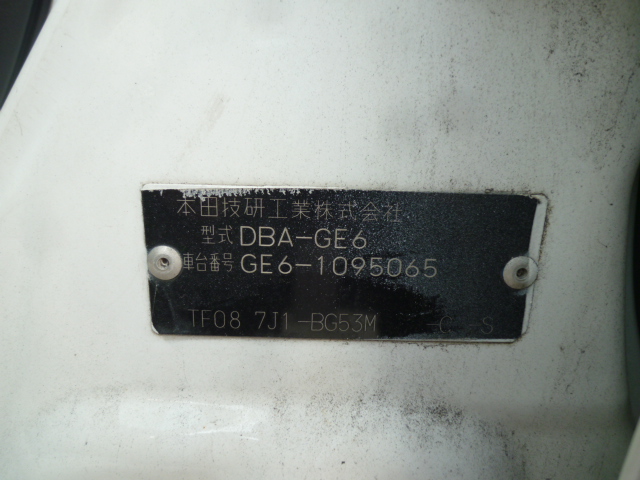 本田技研工業株式会社
型式 DBA-GE6
車台番号 GE6-1095065
TF08 7J1-BG53M -C -S